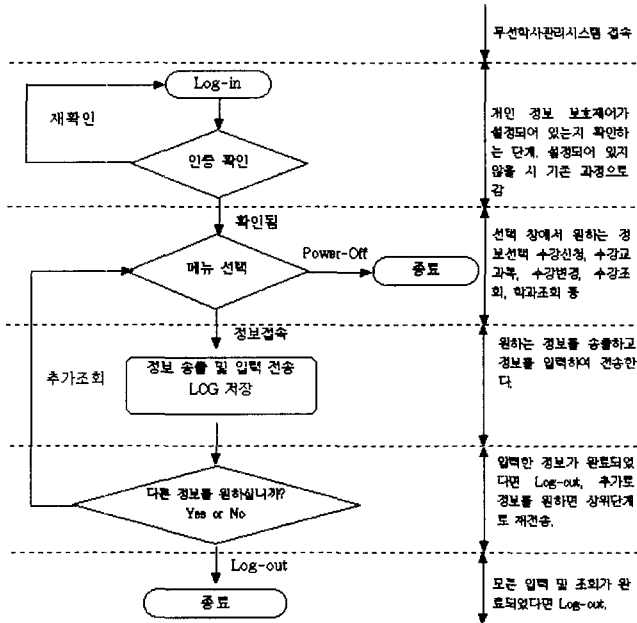 무선학사관리시스템 접속
Log-in
재확인
인증 확인
개인 정보 보호제어가
설정되어 있는지 확인하
는 단계. 설정되어 있지
않을 시 기존 과정으로
감
확인됨
메뉴 선택
Power-Off
종료
선택 창에서 원하는 정
보선택 수강신청, 수강교
과목, 수강변경, 수강조
회, 학과조회 등
정보접속
추가조회
정보 송출 및 입력 전송
LOG 저장
원하는 정보를 송출하고
정보를 입력하여 전송한
다.
다른 정보를 원하십니까?
Yes or No
입력한 정보가 완료되었
다면 Log-out, 추가로
정보를 원하면 상위단계
로 재전송.
Log-out
종료
모든 입력 및 조회가 완
료되었다면 Log-out.